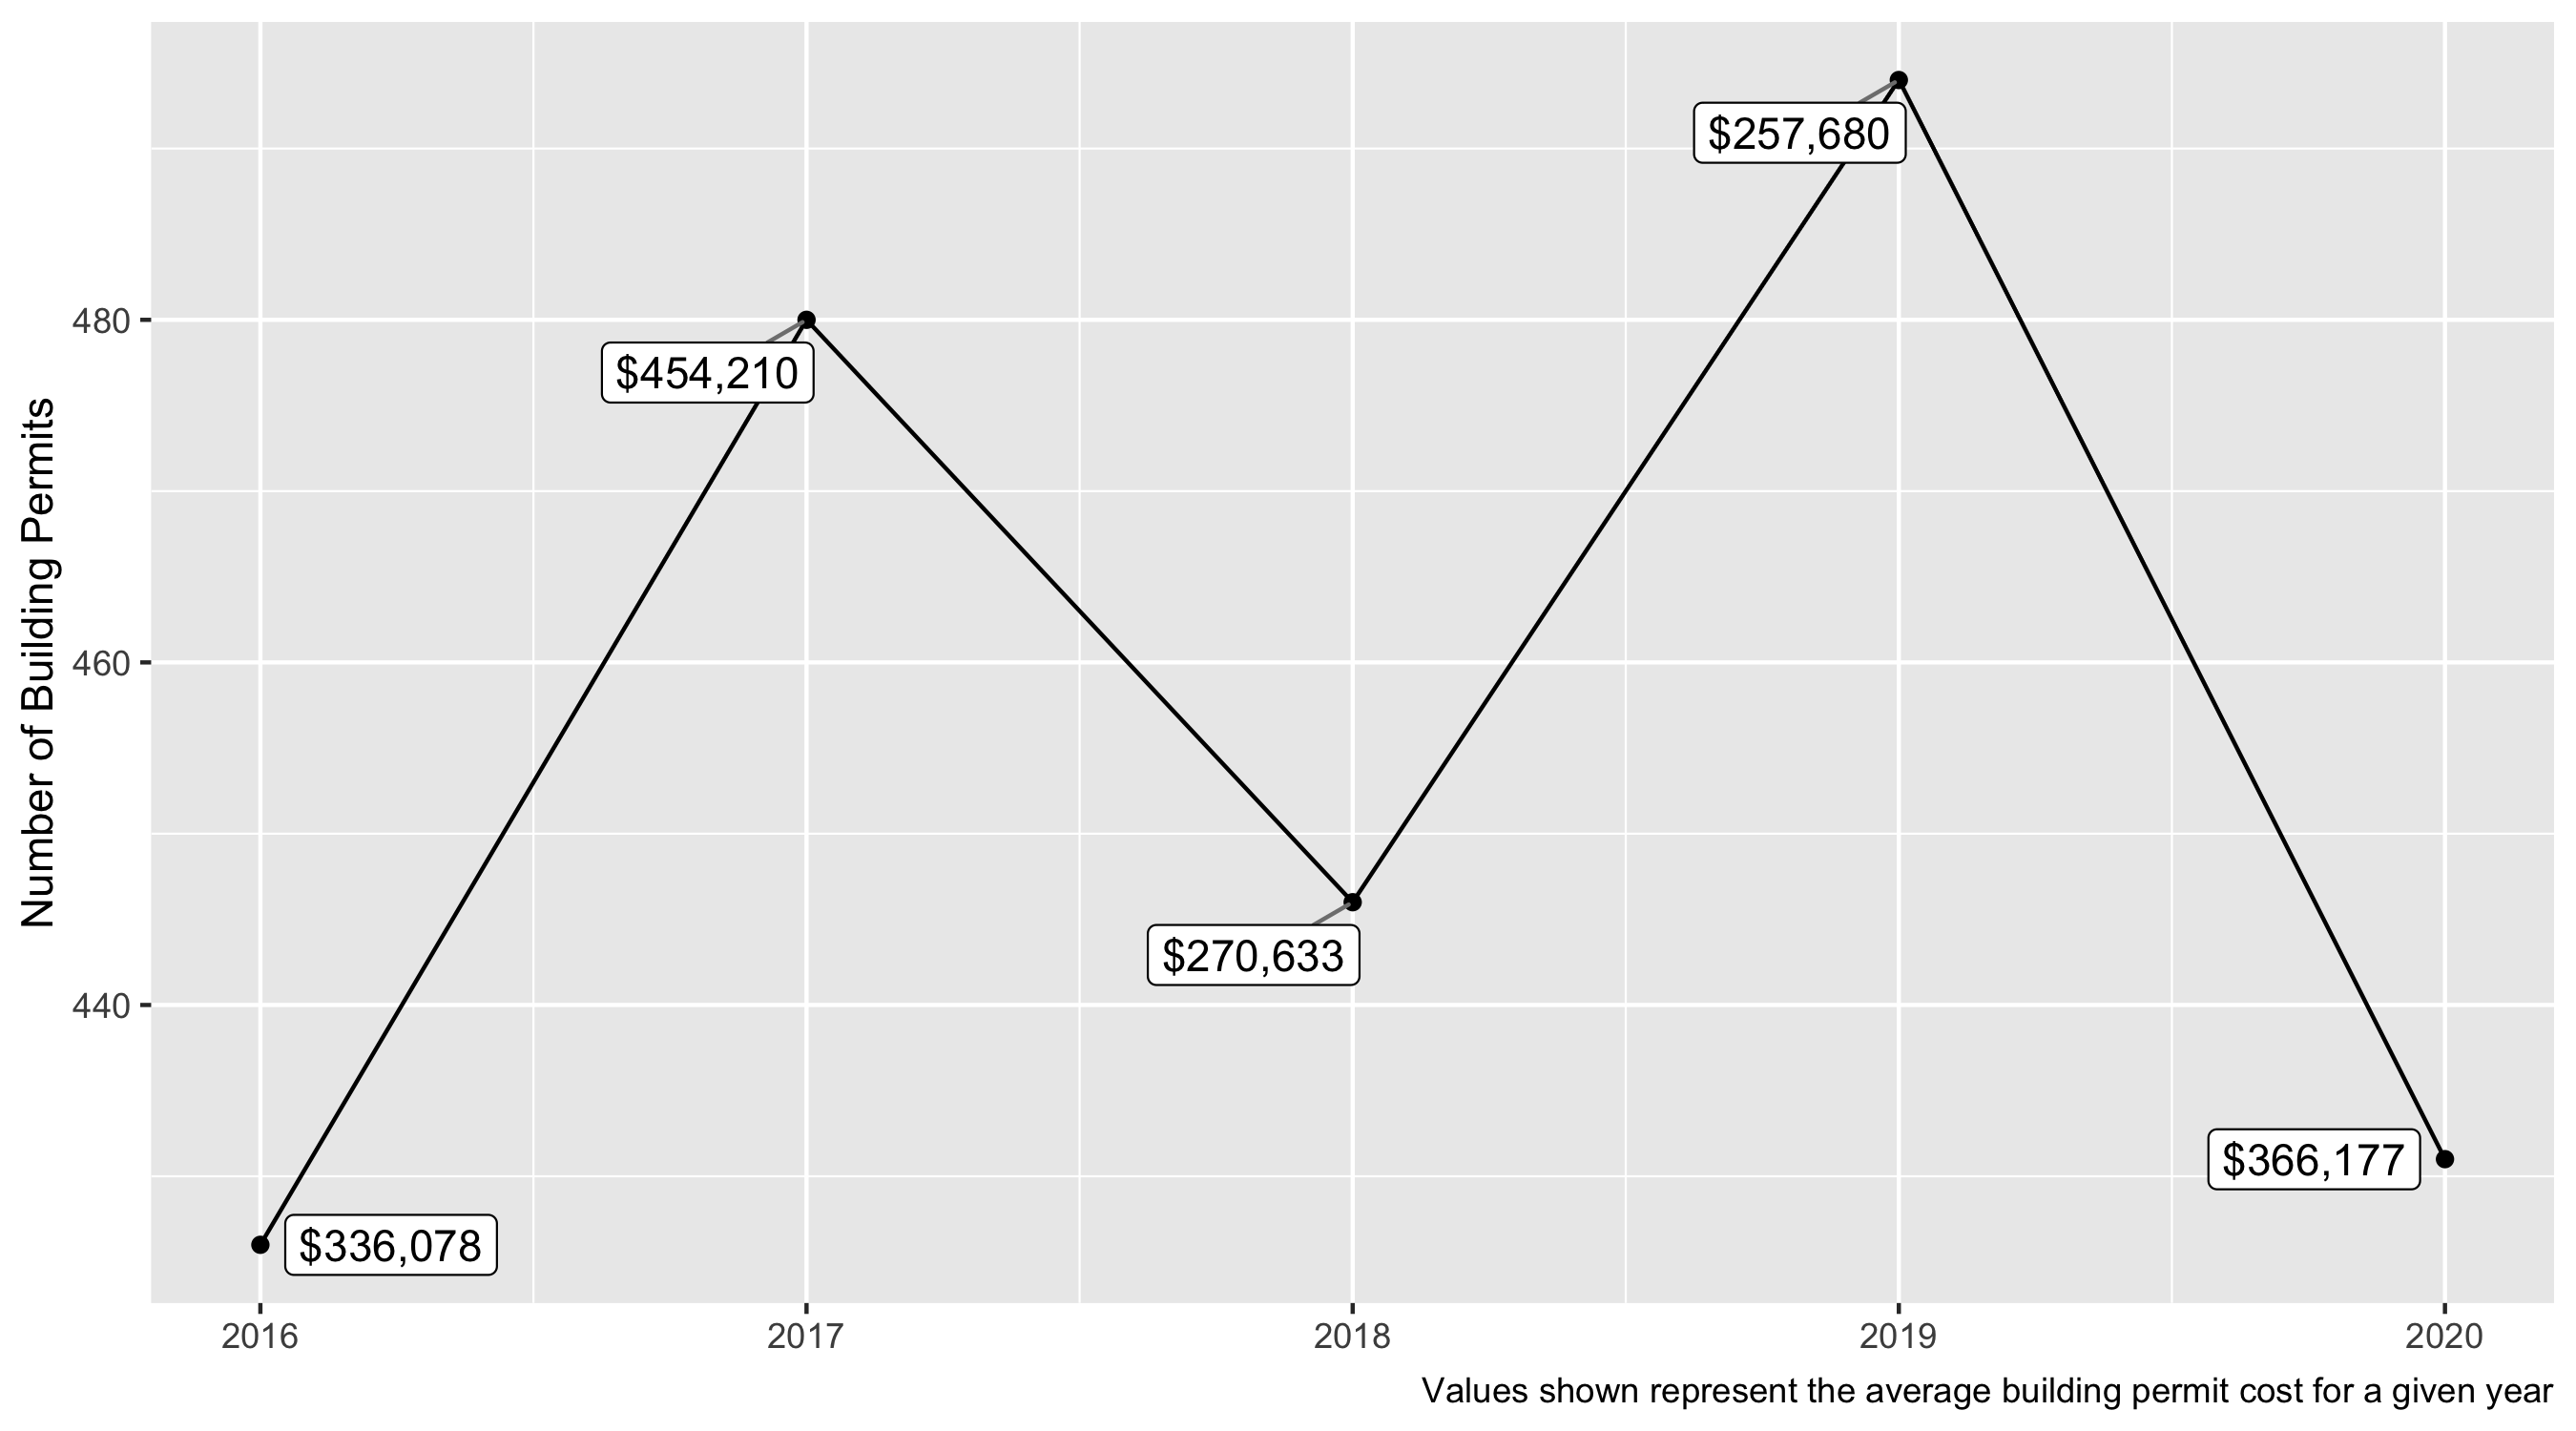 Number of Building Permits
480
460
440
$257,680
$454,210
$270,633
$366,177
$336,078
2016 2017 2018 2019 2020
Values shown represent the average building permit cost for a given year